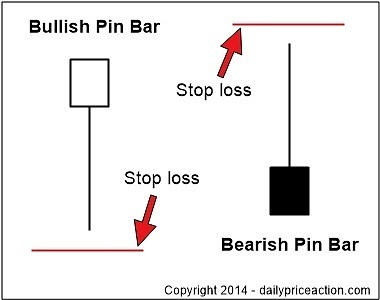 Bullish Pin Bar
Stop loss
Stop loss
Bearish Pin Bar
Copyright 2014 - dailypriceaction.com